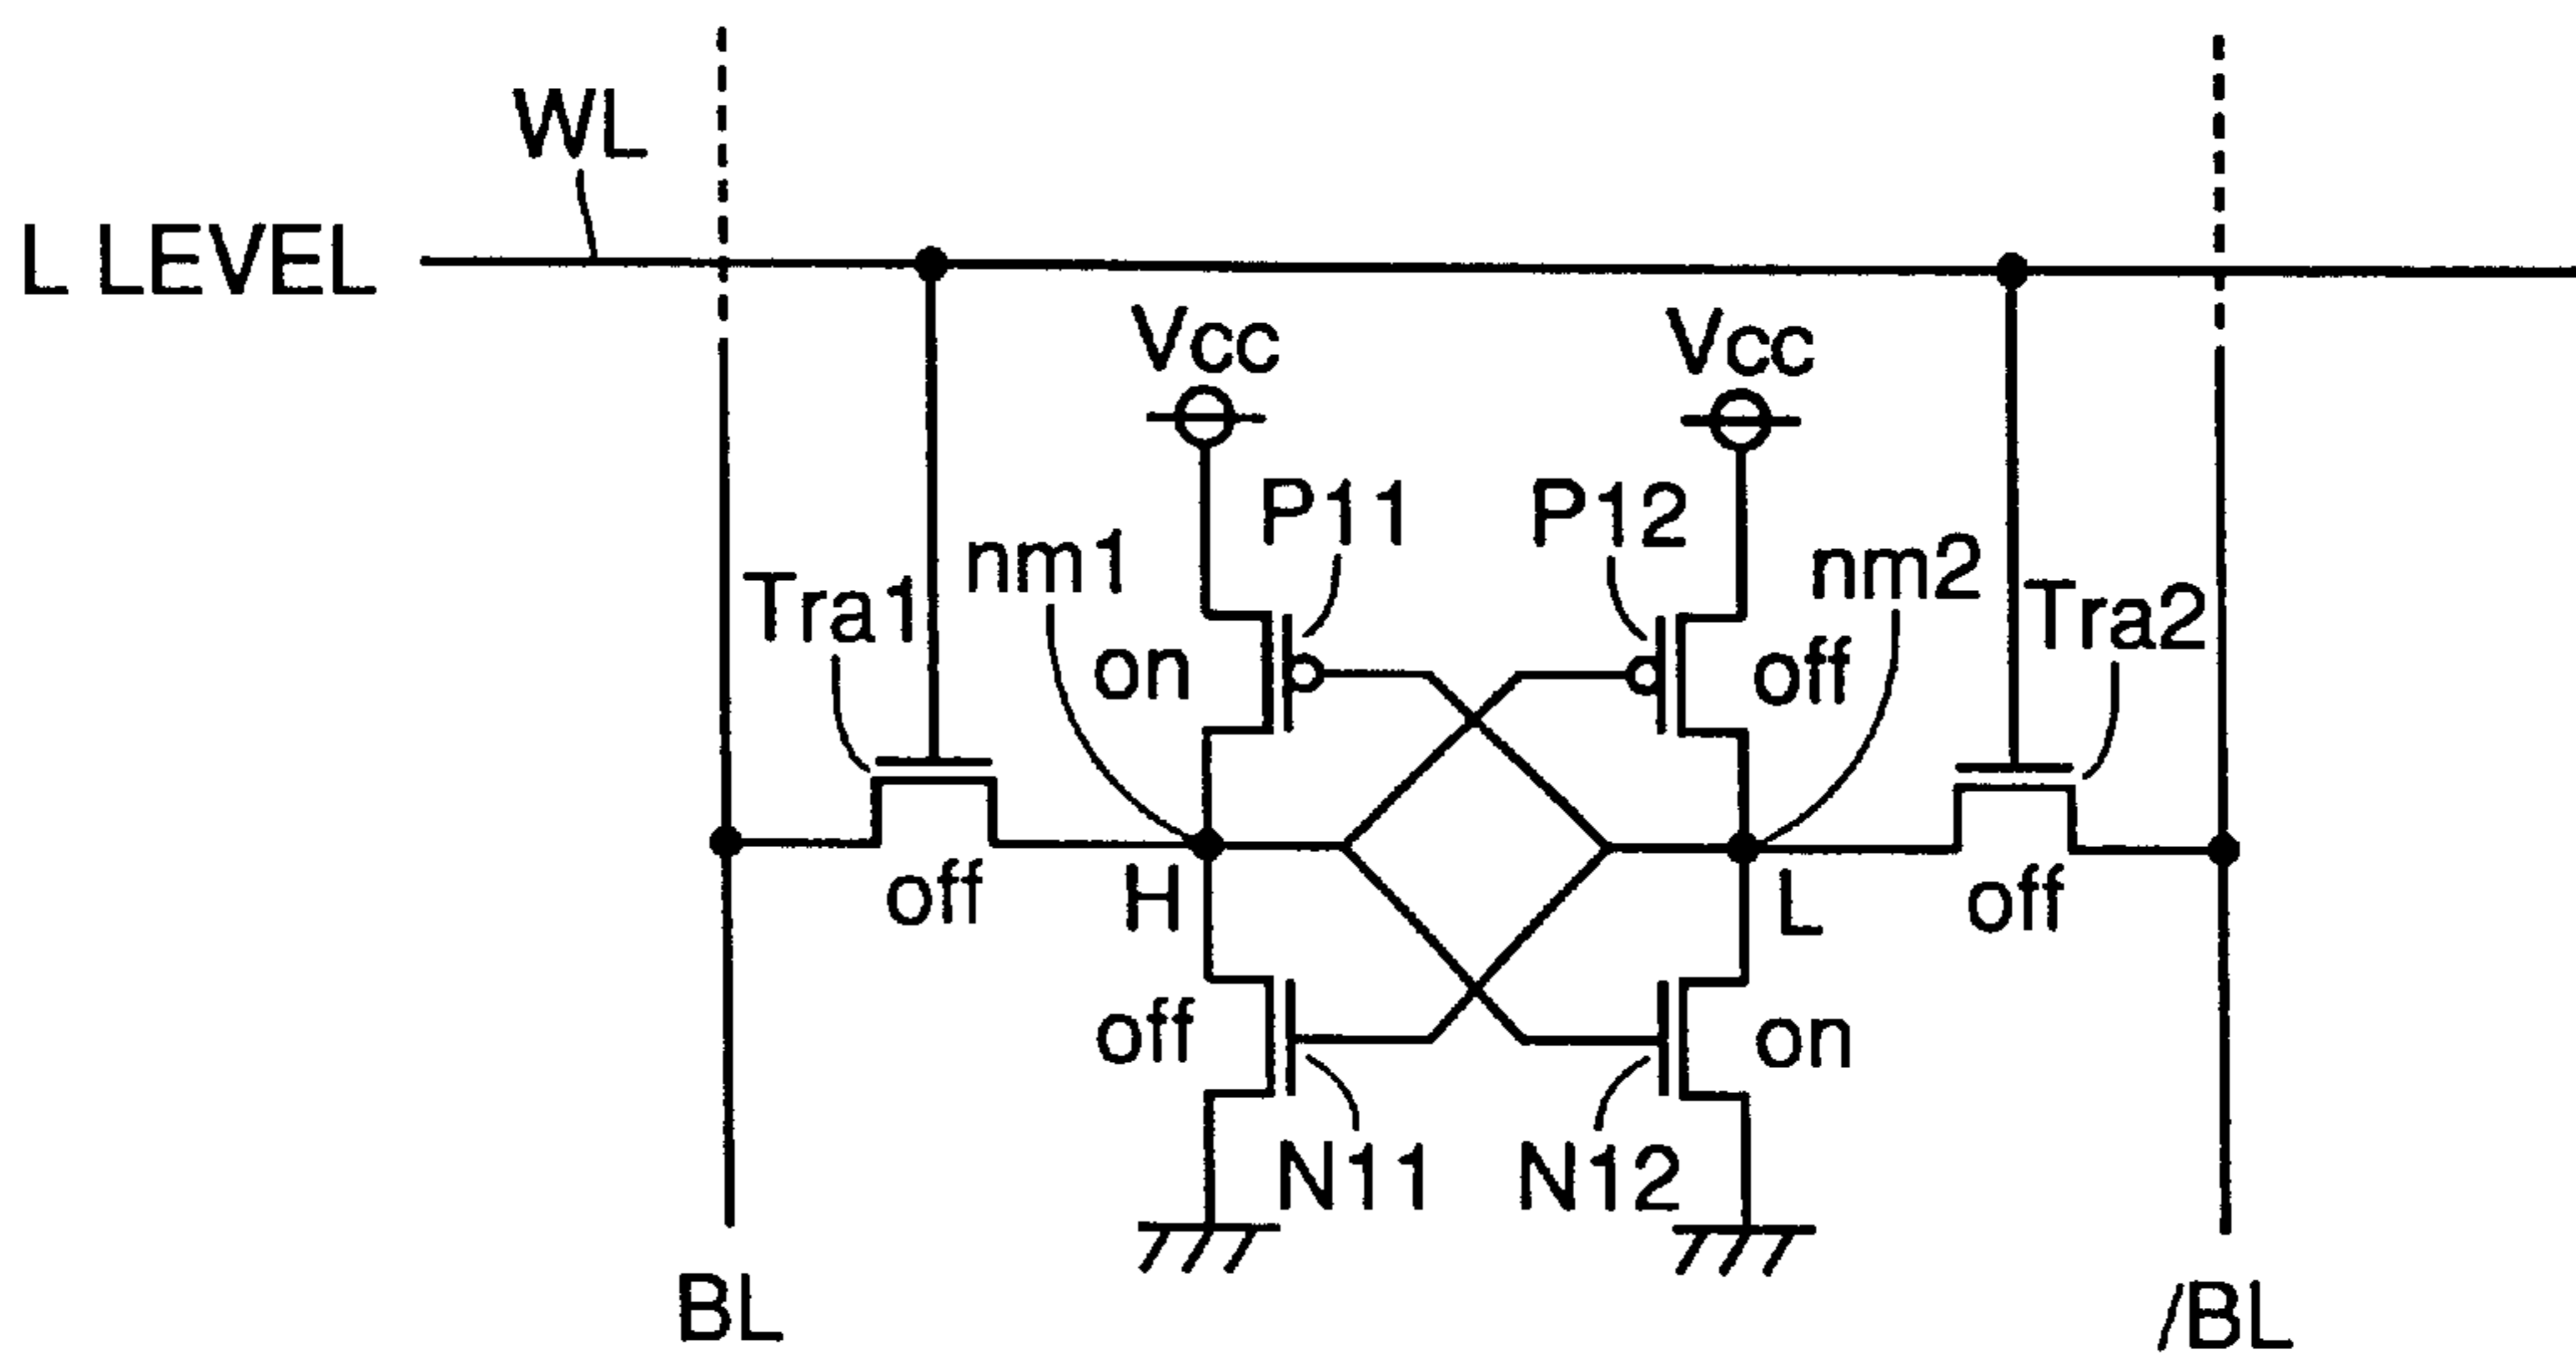 WL
L LEVEL
Vcc
Vcc
P11
P12
nm1
nm2
Tra1
Tra2
on
off
off
H
L
off
off
on
N11
N12
BL
/BL